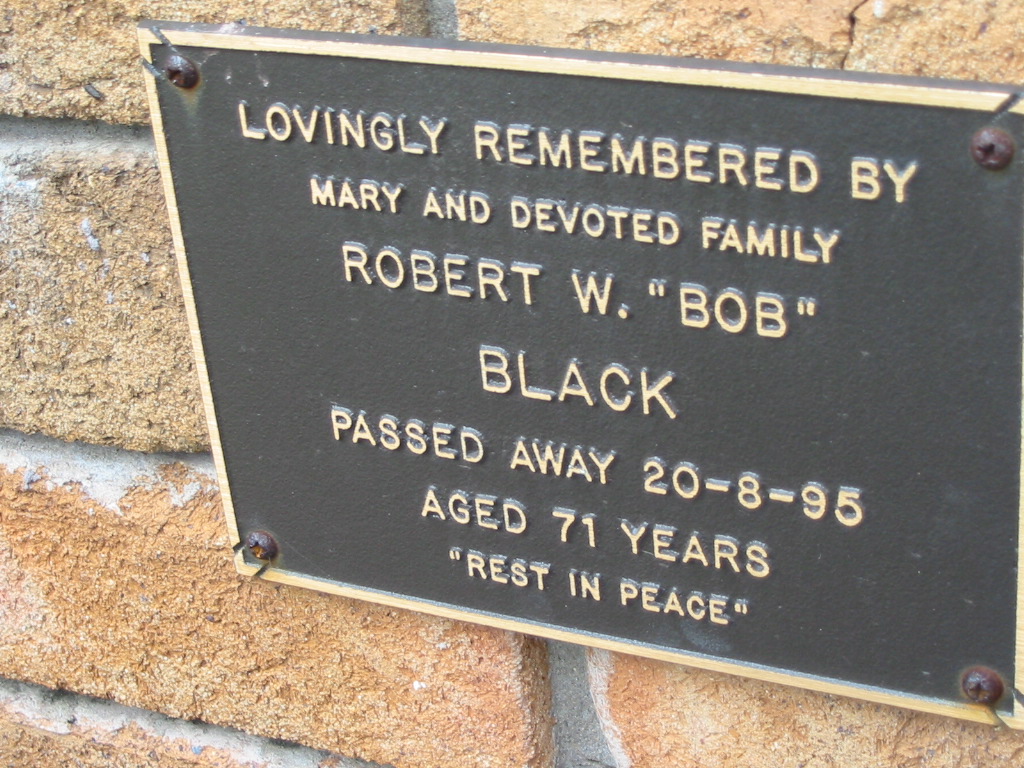 LOVINGLY REMEMBERED BY
MARY AND DEVOTED FAMILY
ROBERT W. "BOB"
BLACK
PASSED AWAY 20-8-95
AGED 71 YEARS
"REST IN PEACE"